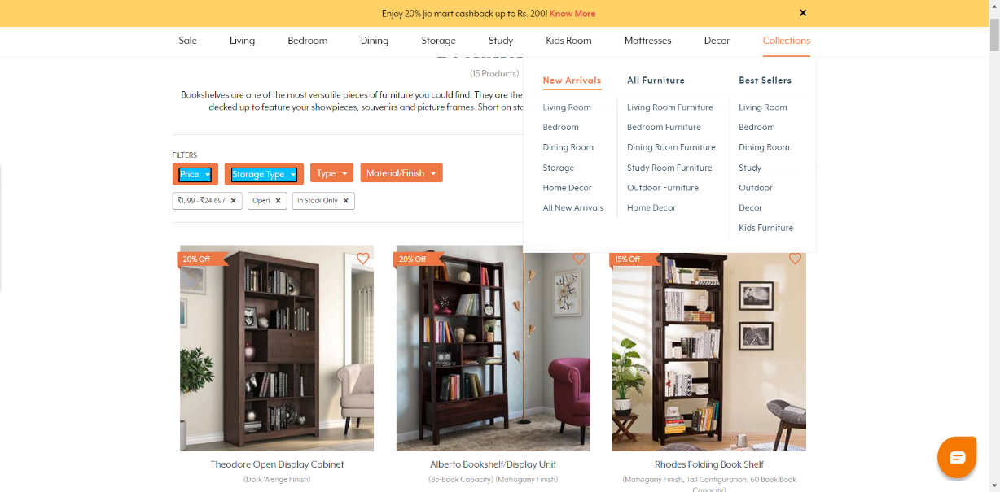 Enjoy 20% Jio mart cashback up to Rs. 200! Know More
Sale Living Bedroom Dining Storage Study Kids Room Mattresses Decor Collections
(15 Products)
Bookshelves are one of the most versatile pieces of furniture you could find. They are the
decked up to feature your showpieces, souvenirs and picture frames. Short on
New Arrivals
Living Room
Bedroom
Dining Room
Storage
Home Decor
All New Arrivals
All Furniture
Living Room Furniture
Bedroom Furniture
Dining Room Furniture
Study Room Furniture
Outdoor Furniture
Home Decor
Best Sellers
Living Room
Bedroom
Dining Room
Study
Outdoor
Decor
Kids Furniture
FILTERS
Price Storage Type Type Material/Finish
₹1,199 - ₹24,697 Open In Stock Only
20% Off
20% Off
15% Off
Theodore Open Display Cabinet
(Dark Wenge Finish)
Alberto Bookshelf/Display Unit
(85-Book Capacity) (Mahogany Finish)
Rhodes Folding Book Shelf
(Mahogany Finish, Tall Configuration, 60 Book Book
Capacity)